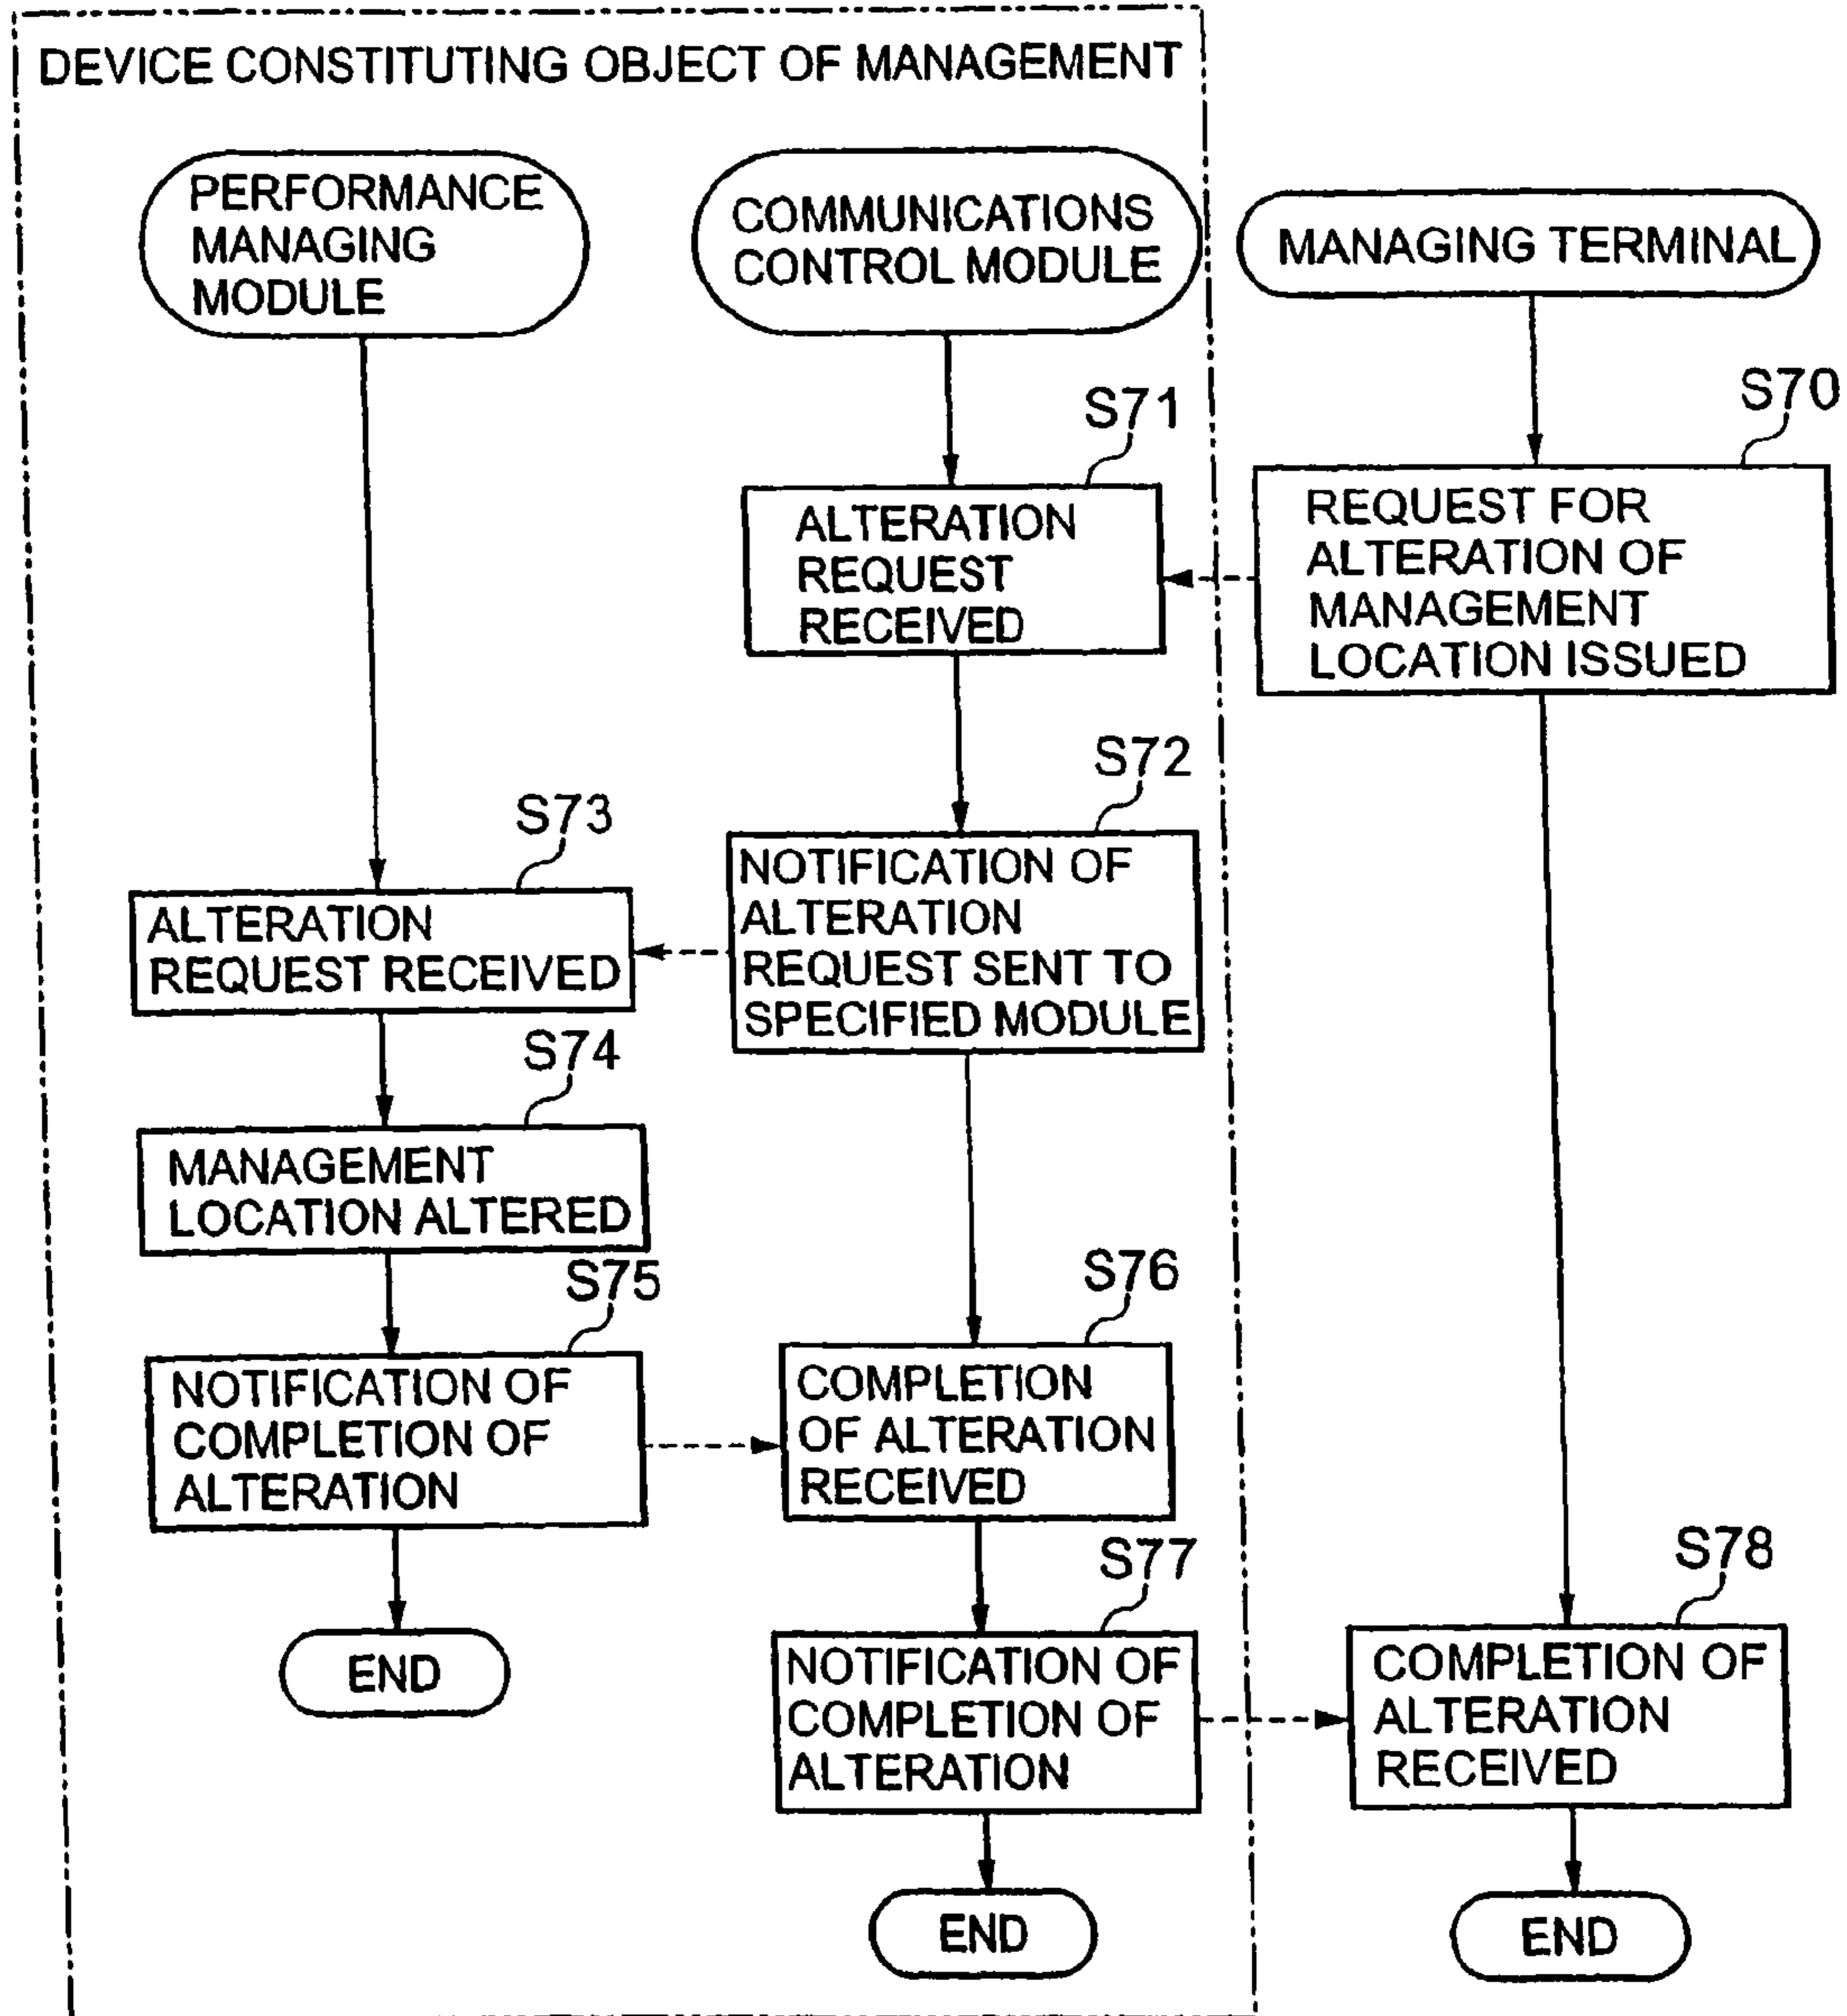 DEVICE CONSTITUTING OBJECT OF MANAGEMENT
PERFORMANCE
MANAGING
MODULE
COMMUNICATIONS
CONTROL MODULE
MANAGING TERMINAL
S70
REQUEST FOR
ALTERATION OF
MANAGEMENT
LOCATION ISSUED
S71
ALTERATION
REQUEST
RECEIVED
S72
NOTIFICATION OF
ALTERATION
REQUEST SENT TO
SPECIFIED MODULE
S73
ALTERATION
REQUEST RECEIVED
S74
MANAGEMENT
LOCATION ALTERED
S75
NOTIFICATION OF
COMPLETION OF
ALTERATION
END
S76
COMPLETION
OF ALTERATION
RECEIVED
S77
NOTIFICATION OF
COMPLETION OF
ALTERATION
END
S78
COMPLETION OF
ALTERATION
RECEIVED
END